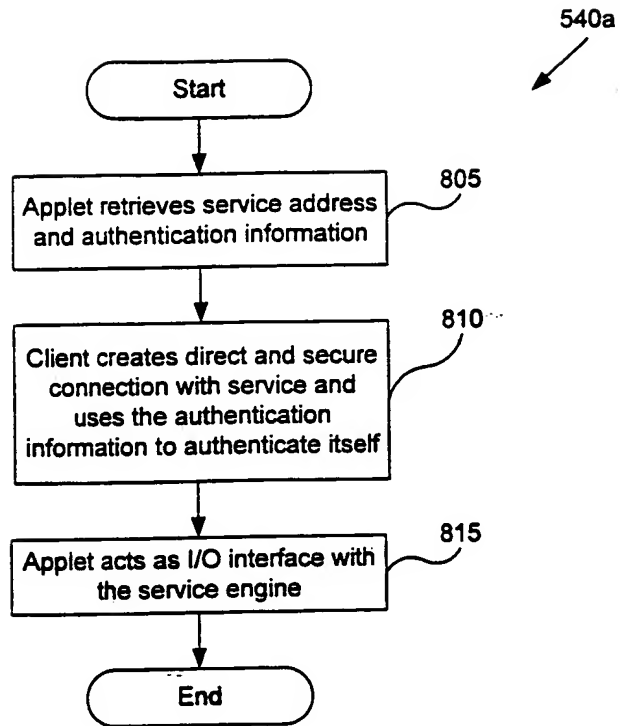 540a
Start
805
Applet retrieves service address
and authentication information
810
Client creates direct and secure
connection with service and
uses the authentication
information to authenticate itself
815
Applet acts as I/O interface with
the service engine
End